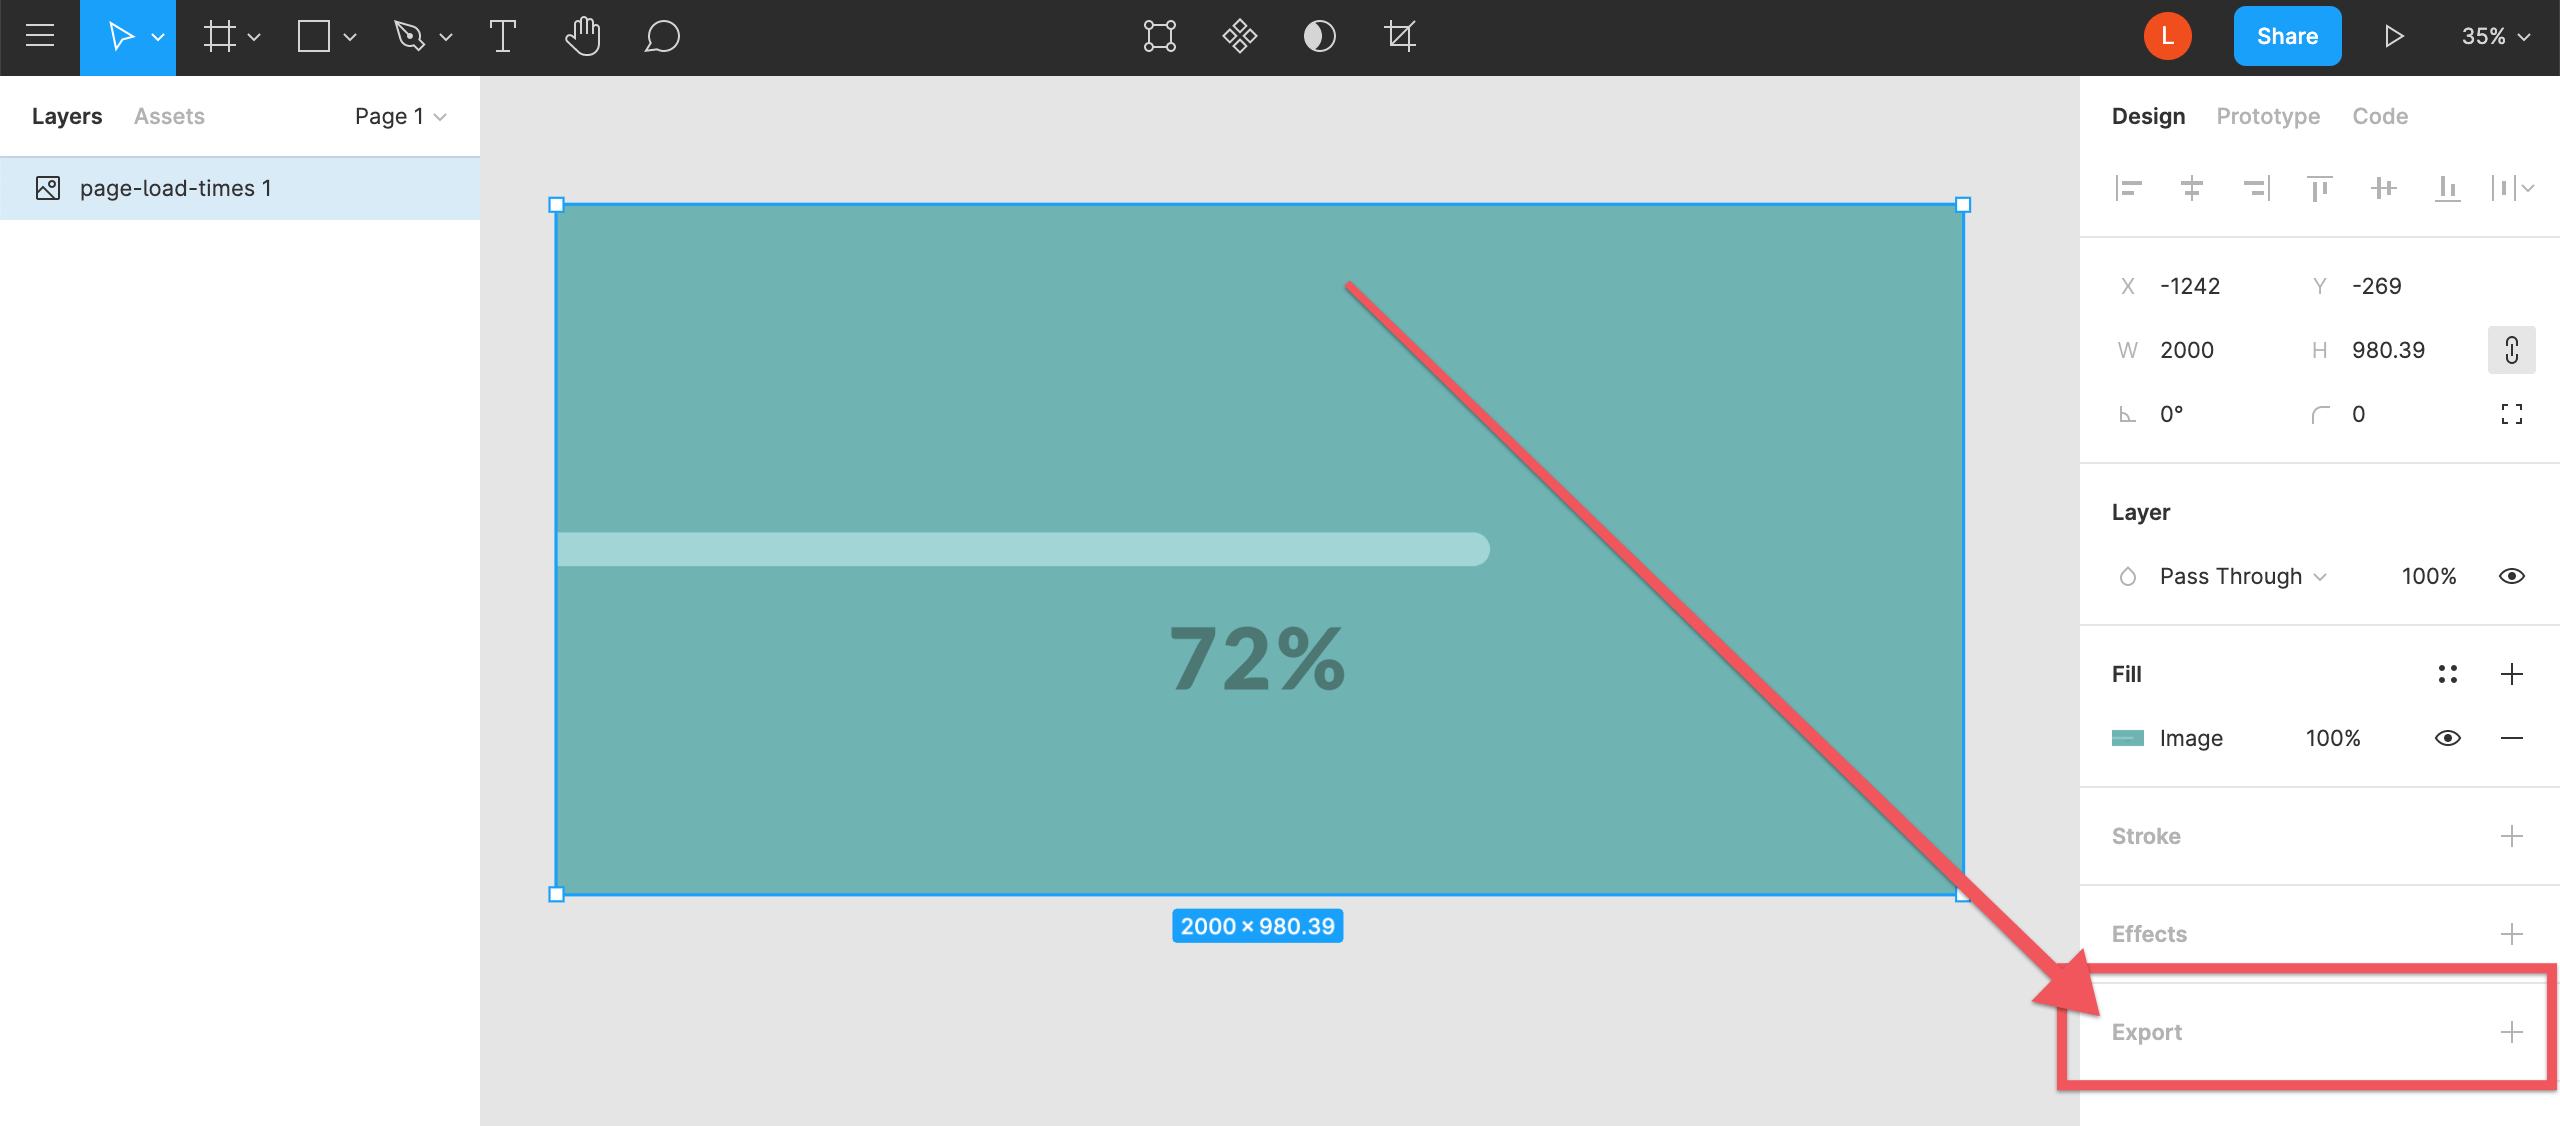 L
Share
35%
Layers
Assets
Page 1
Design
Prototype
Code
page-load-times 1
X -1242
Y -269
W 2000
H 980.39
0°
0
Layer
Pass Through
100%
Fill
Image
100%
Stroke
Effects
Export
72%
2000 × 980.39